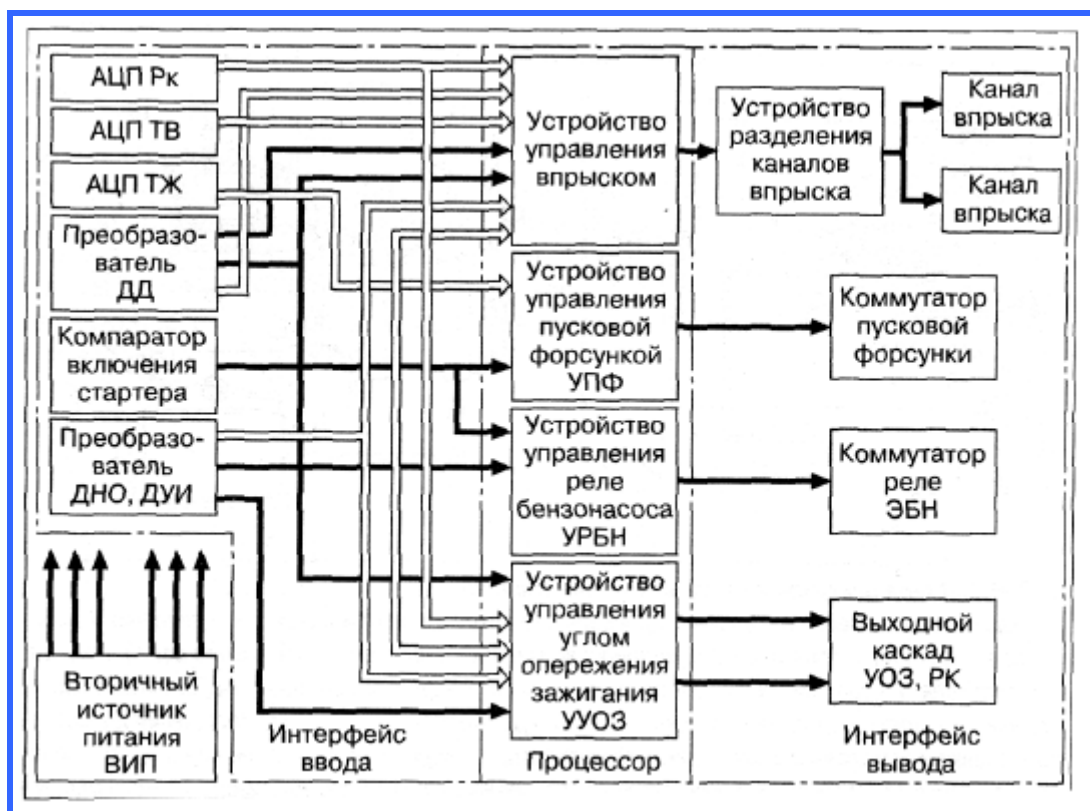 АЦП Рк
АЦП ТВ
АЦП ТЖ
Преобразо-
ватель
ДД
Компаратор
включения
стартера
Преобразо-
ватель
ДНО, ДУИ
Вторичный
источник
питания
ВИП
Интерфейс
ввода
Устройство
управления
впрыском
Устройство
управления
пусковой
форсункой
УПФ
Устройство
управления
реле
бензонасоса
УРБН
Устройство
управления
углом
опережения
зажигания
УУОЗ
Процессор
Устройство
разделения
каналов
впрыска
Канал
впрыска
Канал
впрыска
Коммутатор
пусковой
форсунки
Коммутатор
реле
ЭБН
Выходной
каскад
УОЗ, РК
Интерфейс
вывода